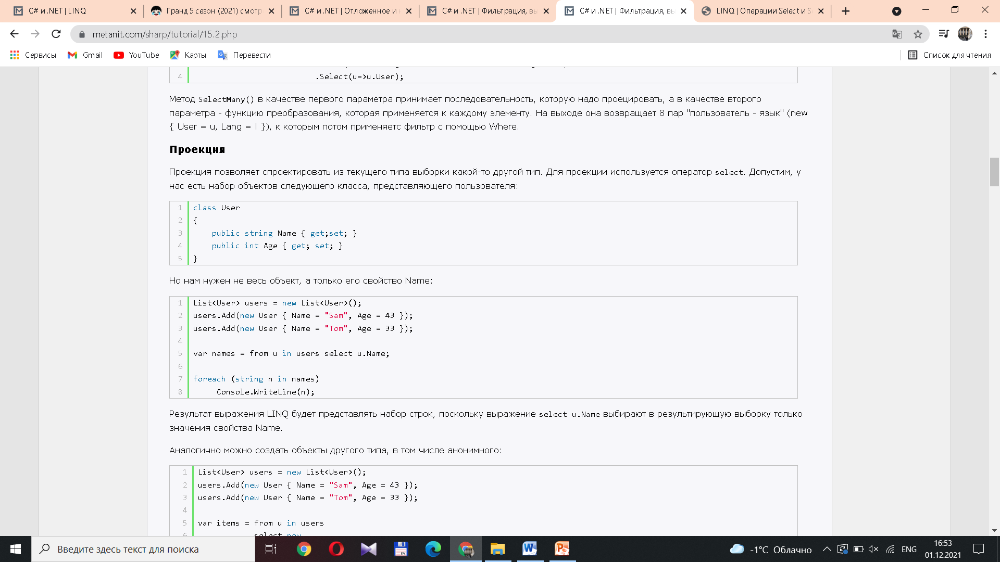 C# и .NET | LINQ
Гранд 5 сезон (2021) смотр
C# и .NET | Отложенное и
C# и .NET | Фильтрация, вы
C# и .NET | Фильтрация, вы
LINQ | Операции Select и S
metanit.com/sharp/tutorial/15.2.php
Сервисы
Gmail
YouTube
Карты
Перевести
Список для чтения
4 .Select(u=>u.User);
Метод SelectMany() в качестве первого параметра принимает последовательность, которую надо проецировать, а в качестве второго
параметра - функцию преобразования, которая применяется к каждому элементу. На выходе она возвращает 8 пар "пользователь - язык" (new
{ User = u, Lang = l }), к которым потом применяетс фильтр с помощью Where.
Проекция
Проекция позволяет спроектировать из текущего типа выборки какой-то другой тип. Для проекции используется оператор select. Допустим, у
нас есть набор объектов следующего класса, представляющего пользователя:
1 class User
2 {
3     public string Name { get;set; }
4     public int Age { get; set; }
5 }
Но нам нужен не весь объект, а только его свойство Name:
1 List<User> users = new List<User>();
2 users.Add(new User { Name = "Sam", Age = 43 });
3 users.Add(new User { Name = "Tom", Age = 33 });
4
5 var names = from u in users select u.Name;
6
7 foreach (string n in names)
8      Console.WriteLine(n);
Результат выражения LINQ будет представлять набор строк, поскольку выражение select u.Name выбирают в результирующую выборку только
значения свойства Name.
Аналогично можно создать объекты другого типа, в том числе анонимного:
1 List<User> users = new List<User>();
2 users.Add(new User { Name = "Sam", Age = 43 });
3 users.Add(new User { Name = "Tom", Age = 33 });
4
5 var items = from u in users
6             select new
Введите здесь текст для поиска
-1°C Облачно
ENG
16:53
01.12.2021